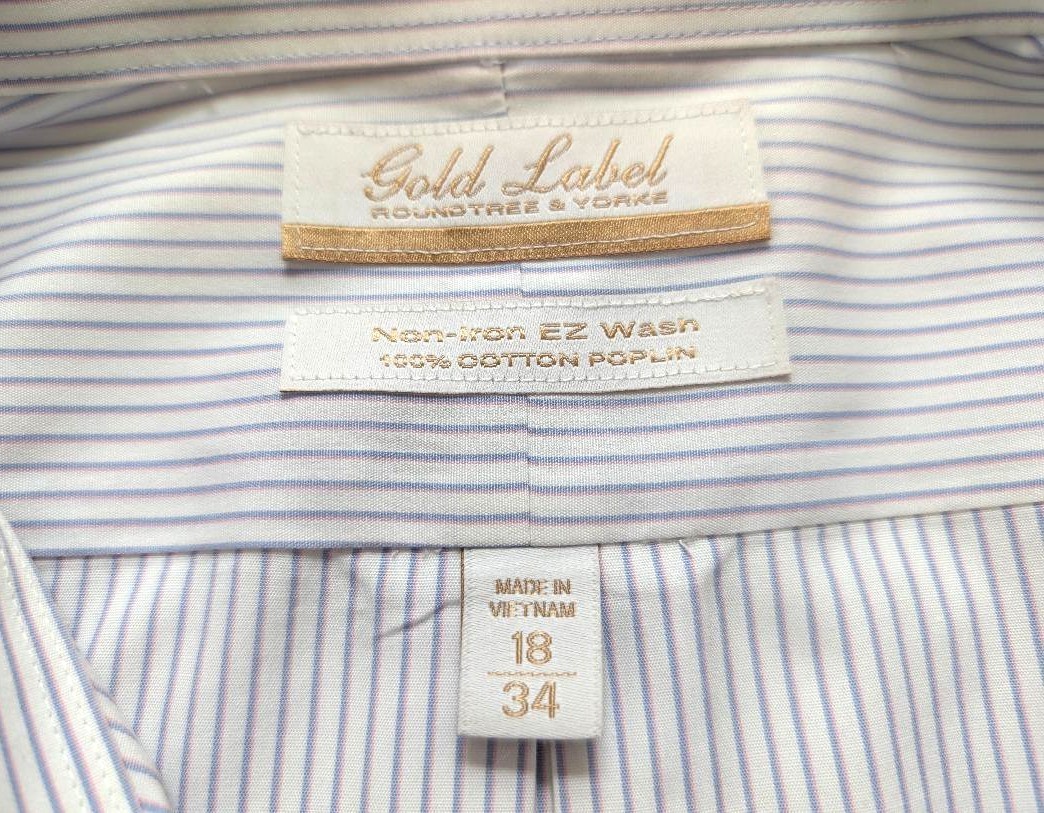 Gold Label
ROUNDTREE & YORKE
Non-Iron EZ Wash
100% COTTON POPLIN
MADE IN
VIETNAM
18
34